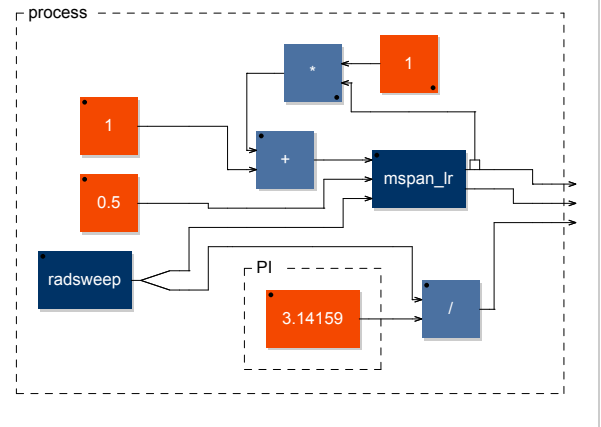 process
*
1
1
+
mspan_lr
0.5
radsweep
PI
3.14159
/